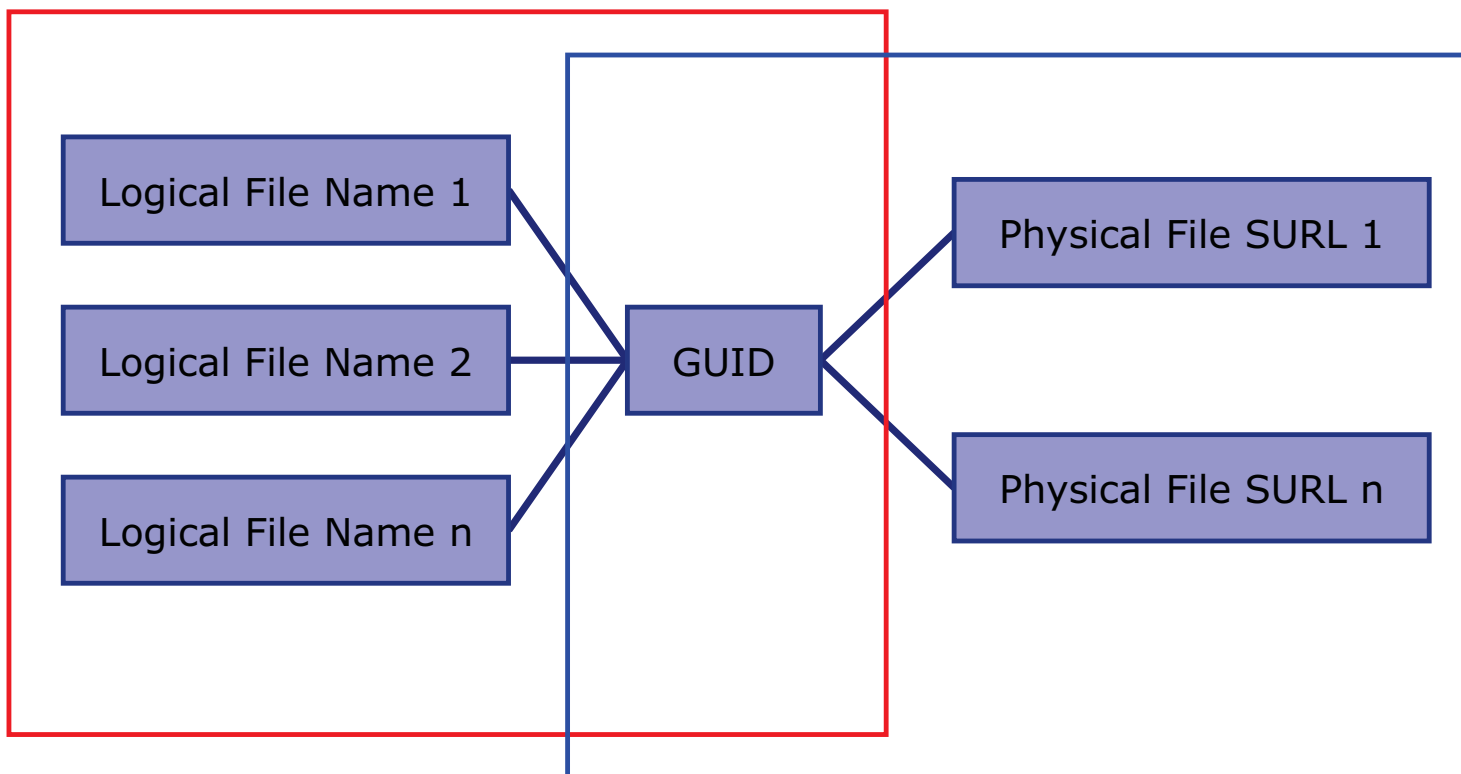 Logical File Name 1
Logical File Name 2
Logical File Name n
GUID
Physical File SURL 1
Physical File SURL n